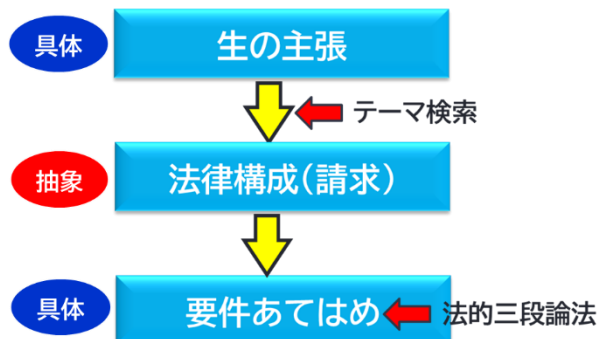 具体
生の主張
テーマ検索
抽象
法律構成(請求)
具体
要件あてはめ
法的三段論法